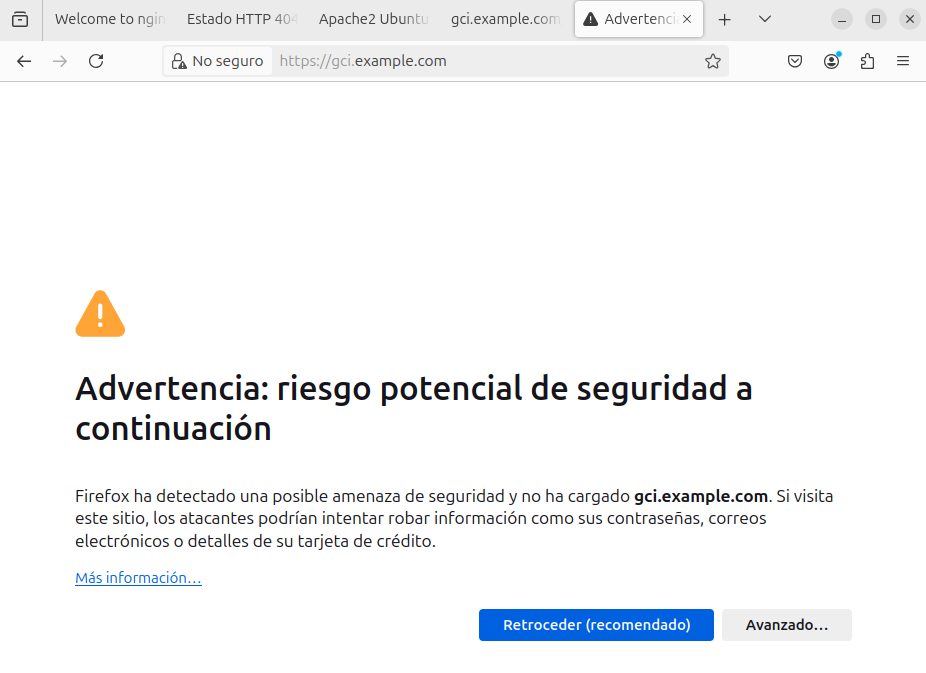 Welcome to ngin
Estado HTTP 404
Apache2 Ubuntu
gci.example.com
Advertenci
No seguro
https://gci.example.com
Advertencia: riesgo potencial de seguridad a
continuación
Firefox ha detectado una posible amenaza de seguridad y no ha cargado gci.example.com. Si visita
este sitio, los atacantes podrían intentar robar información como sus contraseñas, correos
electrónicos o detalles de su tarjeta de crédito.
Más información...
Retroceder (recomendado)
Avanzado...